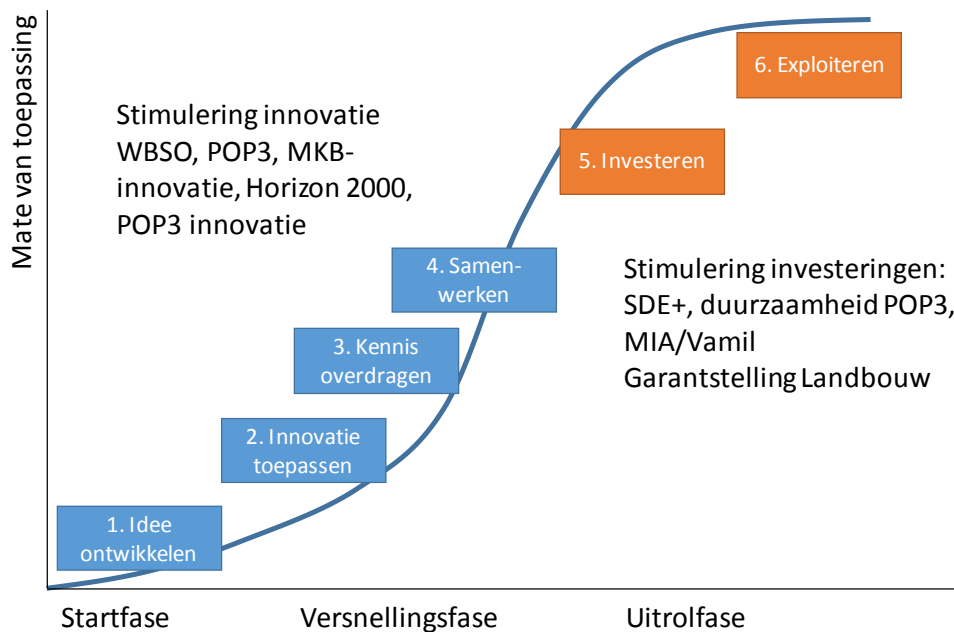 Mate van toepassing
Stimulering innovatie
WBSO, POP3, MKB-
innovatie, Horizon 2000,
POP3 innovatie
6. Exploiteren
5. Investeren
4. Samen-
werken
3. Kennis
overdragen
2. Innovatie
toepassen
1. Idee
ontwikkelen
Stimulering investeringen:
SDE+, duurzaamheid POP3,
MIA/Vamil
Garantstelling Landbouw
Startfase
Versnellingsfase
Uitrolfase